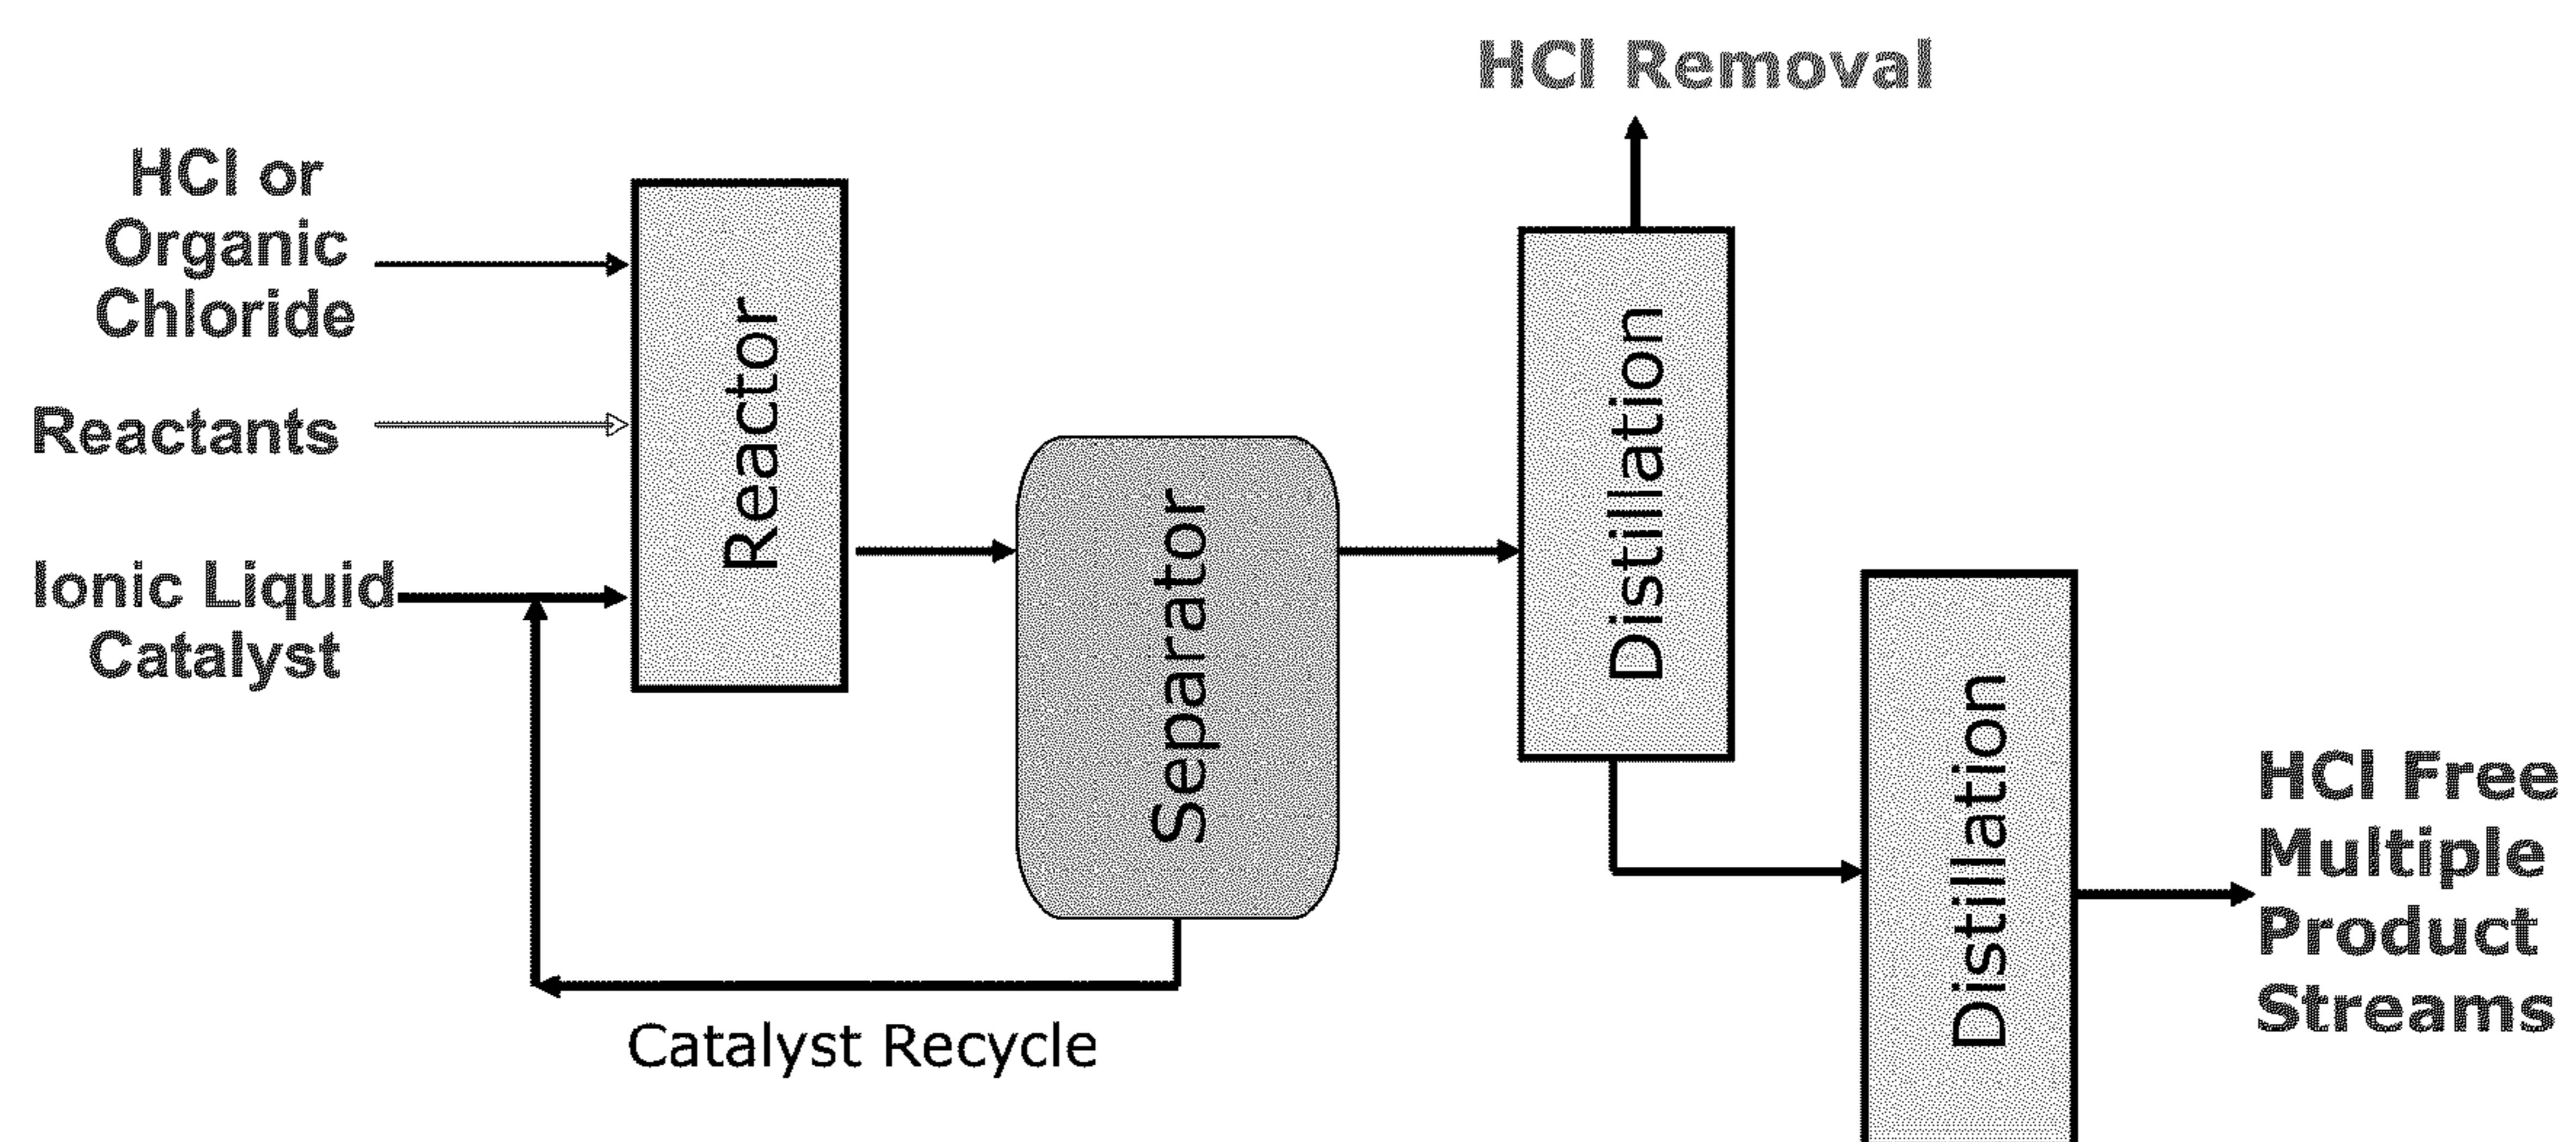 HCl Removal
HCl or
Organic
Chloride
Reactants
Ionic Liquid
Catalyst
Reactor
Separator
Distillation
Distillation
Catalyst Recycle
HCl Free
Multiple
Product
Streams